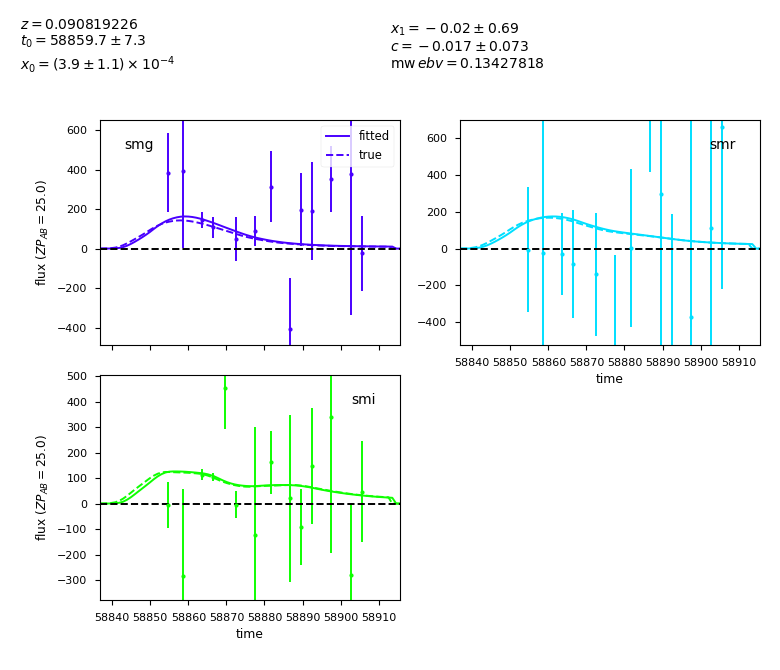 z = 0.090819226
t₀ = 58859.7 ± 7.3
x₀ = (3.9 ± 1.1) × 10⁻⁴
x₁ = −0.02 ± 0.69
c = −0.017 ± 0.073
mw ebv = 0.13427818
smg
fitted
true
600
400
200
0
−200
−400
flux (ZP_AB = 25.0)
smr
600
400
200
0
−200
−400
58840 58850 58860 58870 58880 58890 58900 58910
time
smi
500
400
300
200
100
0
−100
−200
−300
flux (ZP_AB = 25.0)
58840 58850 58860 58870 58880 58890 58900 58910
time